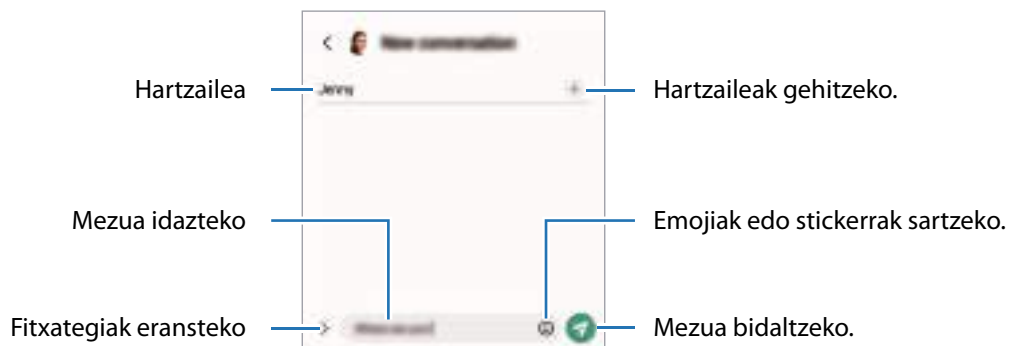 New conversation
Hartzailea
Jenny
Hartzaileak gehitzeko.
Mezua idazteko
Emojiak edo stickerrak sartzeko.
Fitxategiak eransteko
Mezua bidaltzeko.